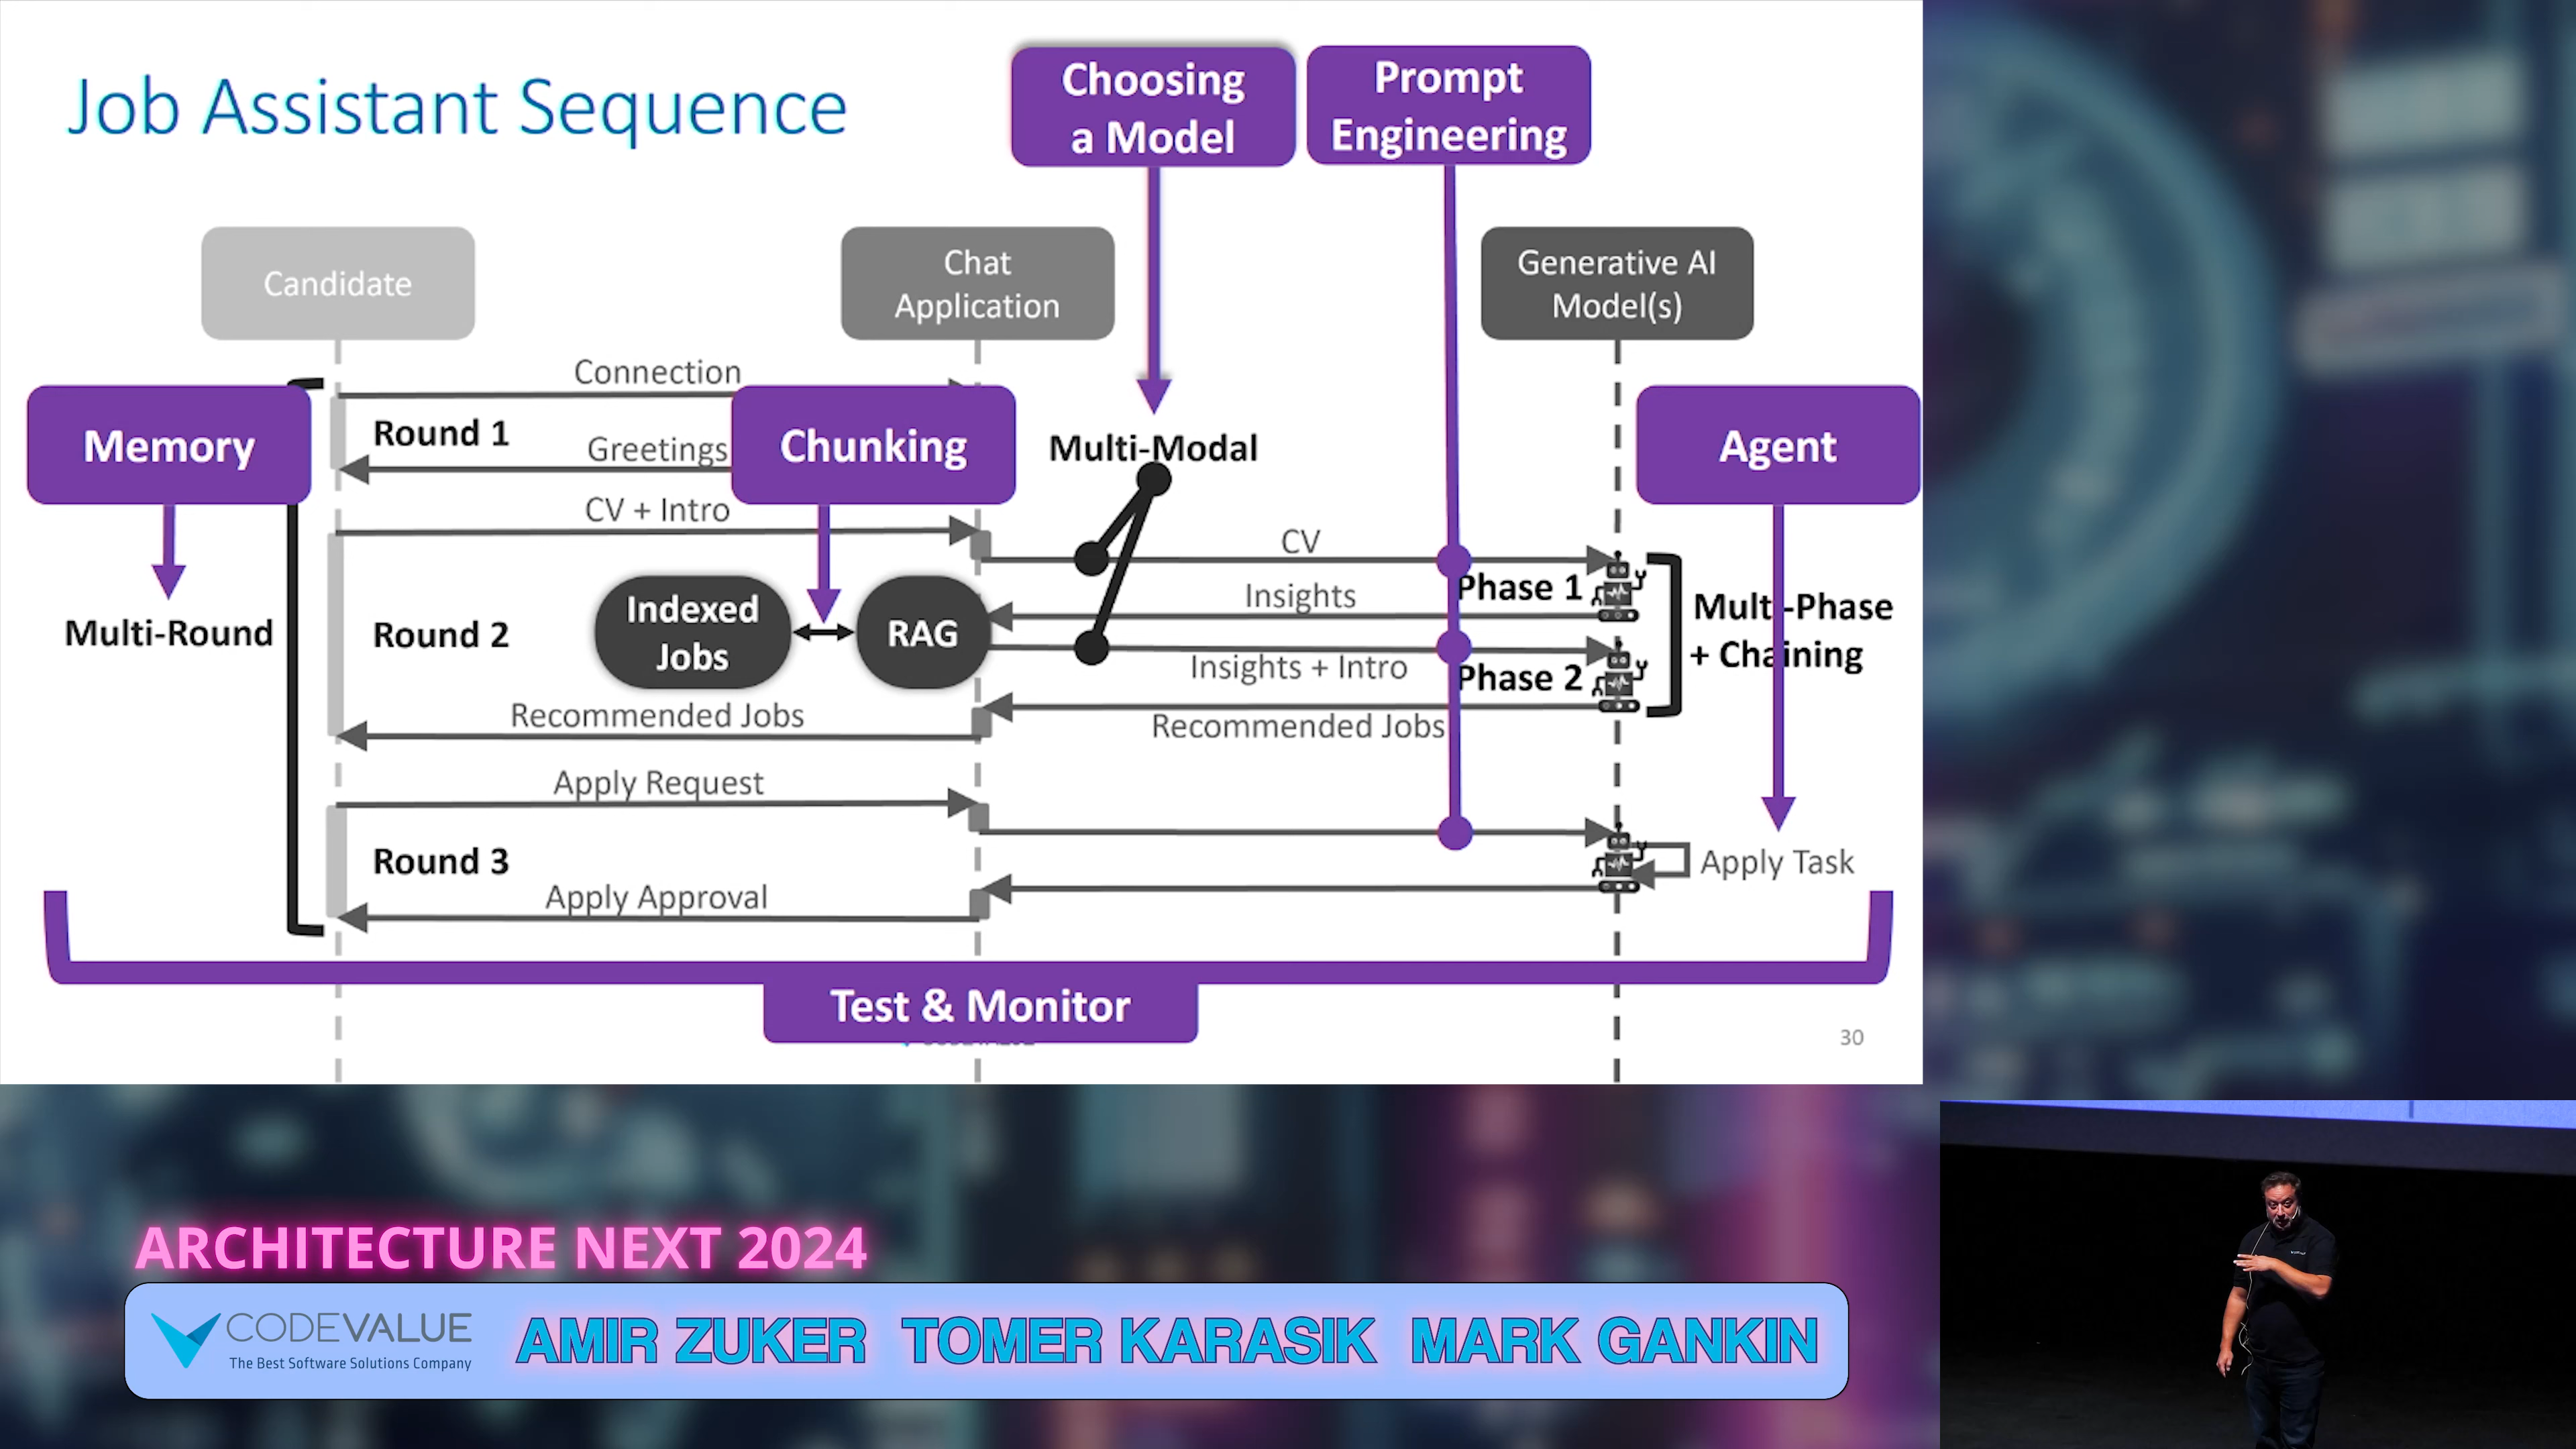 Job Assistant Sequence
Choosing
a Model
Prompt
Engineering
Candidate
Chat
Application
Generative AI
Model(s)
Connection
Memory
Round 1
Greetings
Chunking
Multi-Modal
Agent
CV + Intro
CV
Phase 1
Insights
Multi-Phase
+ Chaining
Multi-Round
Round 2
Indexed
Jobs
RAG
Insights + Intro
Phase 2
Recommended Jobs
Recommended Jobs
Apply Request
Round 3
Apply Task
Apply Approval
Test & Monitor
30
ARCHITECTURE NEXT 2024
CODEVALUE
The Best Software Solutions Company
AMIR ZUKER TOMER KARASIK MARK GANKIN